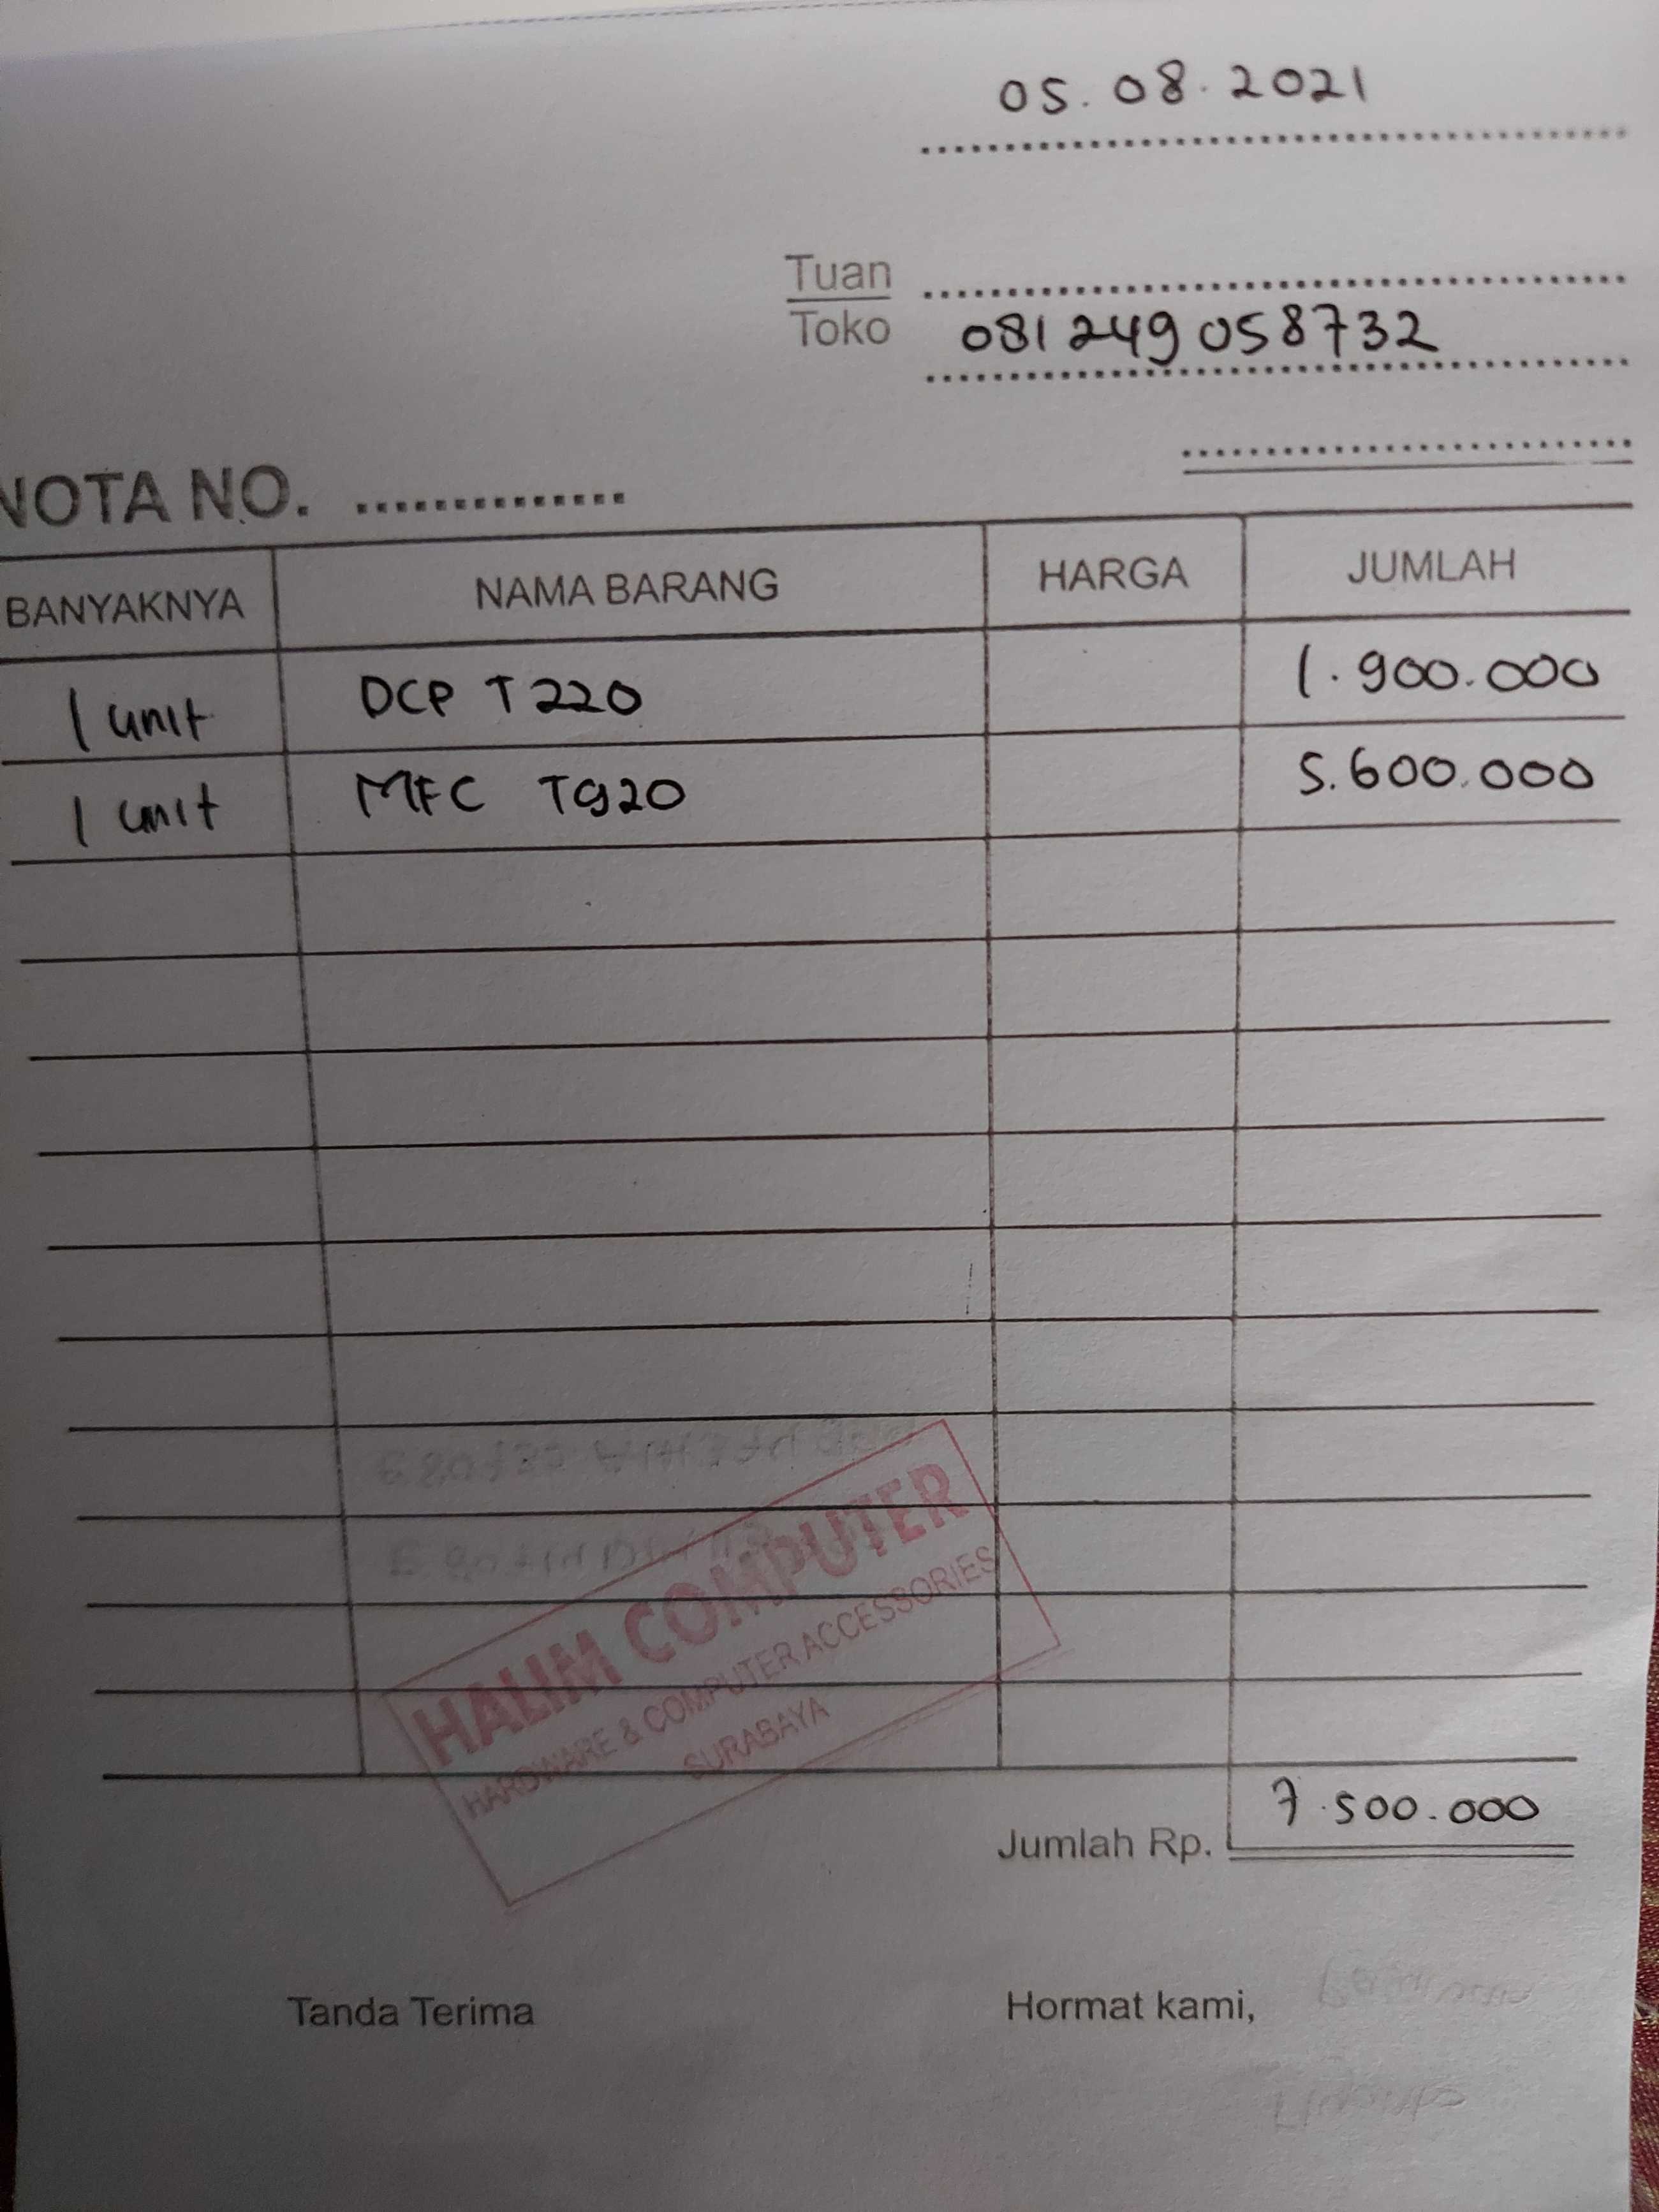 05.08.2021
Tuan
Toko 081249058732
NOTA NO. ..............
BANYAKNYA NAMA BARANG HARGA JUMLAH
1 unit DCP T220 1.900.000
1 unit MFC T920 5.600.000
HALIM COMPUTER
HARDWARE & COMPUTER ACCESSORIES
SURABAYA
Jumlah Rp. 7.500.000
Tanda Terima Hormat kami,